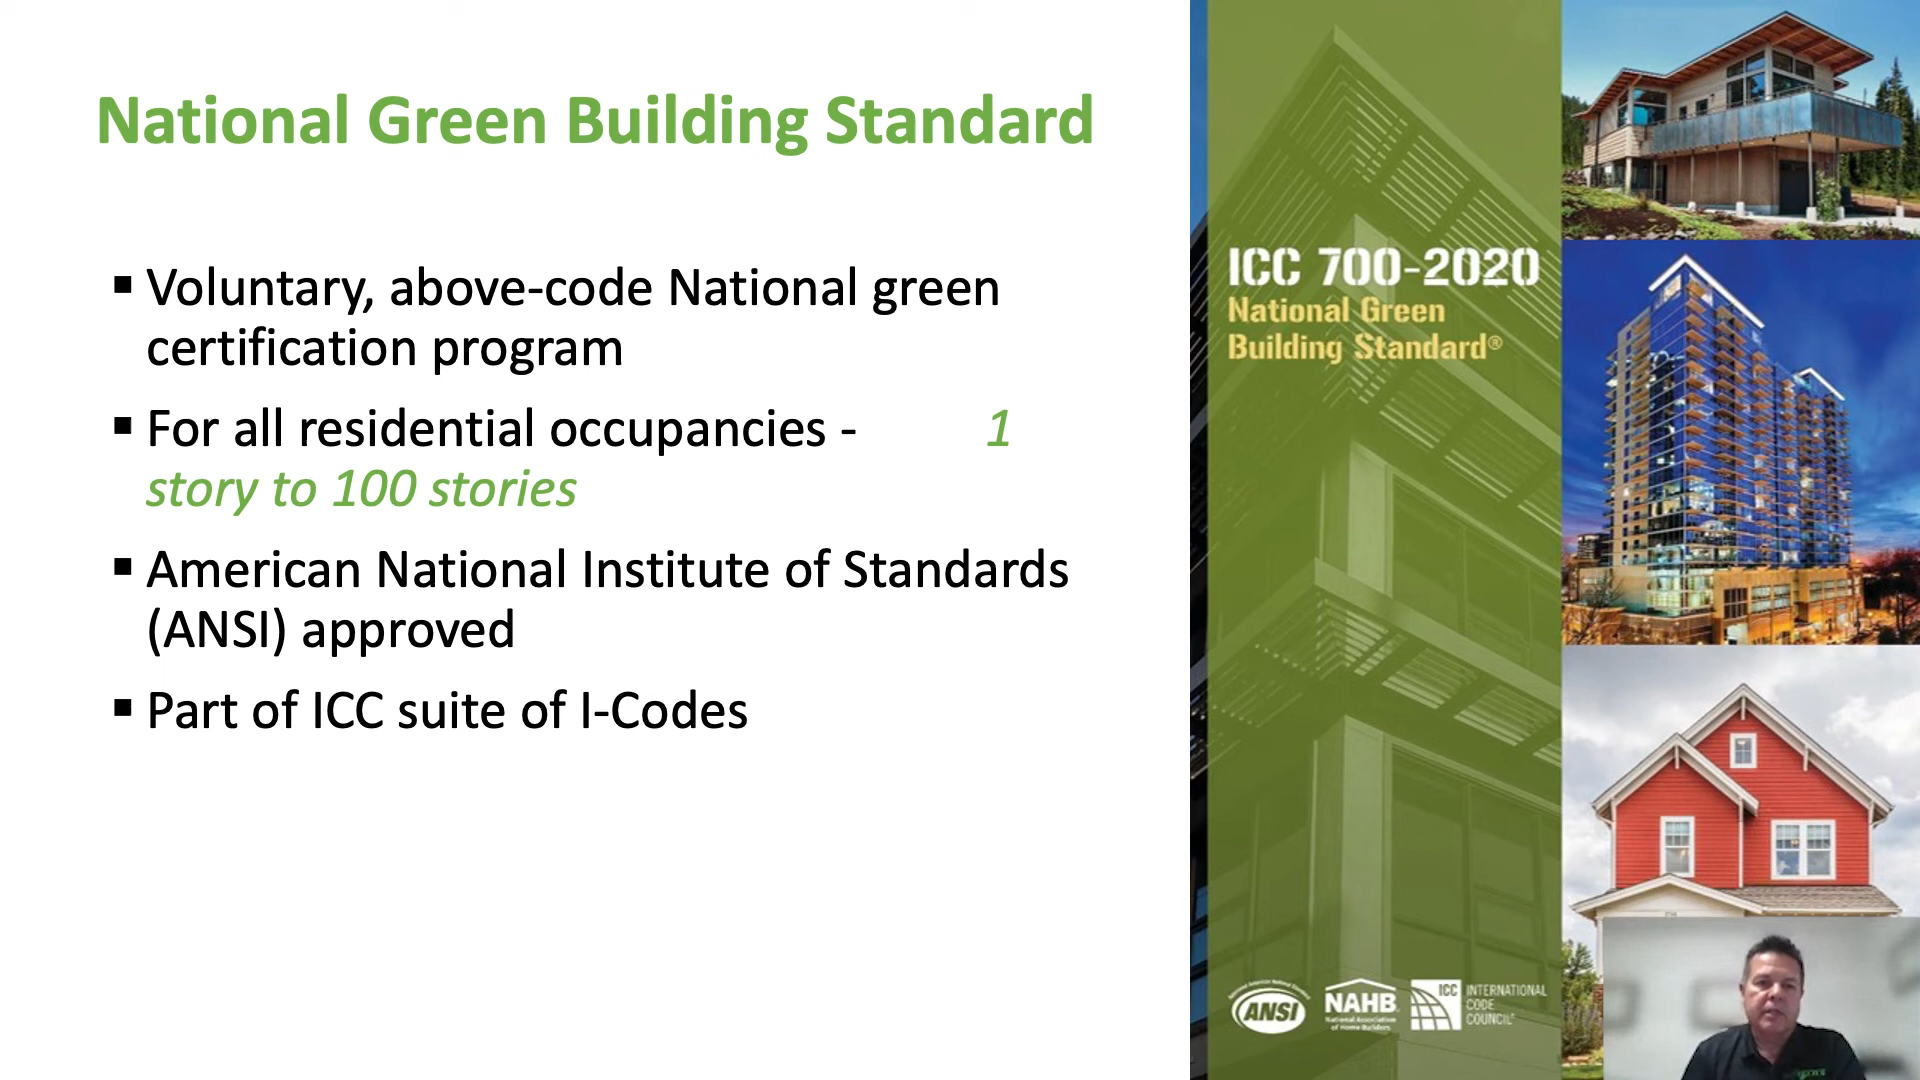 National Green Building Standard
▪ Voluntary, above-code National green
certification program
▪ For all residential occupancies - 1
story to 100 stories
▪ American National Institute of Standards
(ANSI) approved
▪ Part of ICC suite of I-Codes
ICC 700-2020
National Green
Building Standard®
ANSI
NAHB
National Association
of Home Builders
ICC
INTERNATIONAL
CODE
COUNCIL